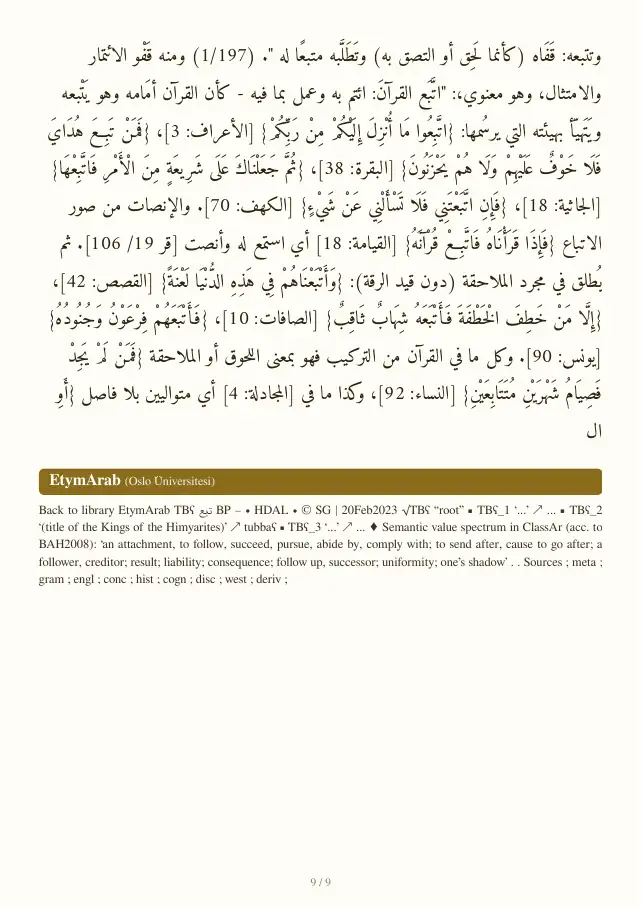 وتتبعه: قَفَاه (كأنما لَحِق أو التصق به) وتَطَلَّبه متبعًا له ". (1/197) ومنه قَفْو الائتمار
والامتثال، وهو معنوي،: "اتَّبَع القرآنَ: ائتم به وعمل بما فيه - كأن القرآن أمَامه وهو يَتْبعه
ويَتَهيّأ بهيئته التي يرسُمها: {اتَّبِعُوا مَا أُنْزِلَ إِلَيْكُمْ مِنْ رَبِّكُمْ} [الأعراف: 3]، {فَمَنْ تَبِعَ هُدَايَ
فَلَا خَوْفٌ عَلَيْهِمْ وَلَا هُمْ يَحْزَنُونَ} [البقرة: 38]، {ثُمَّ جَعَلْنَاكَ عَلَى شَرِيعَةٍ مِنَ الْأَمْرِ فَاتَّبِعْهَا}
[الجاثية: 18]، {فَإِنِ اتَّبَعْتَنِي فَلَا تَسْأَلْنِي عَنْ شَيْءٍ} [الكهف: 70]. والإنصات من صور
الاتباع {فَإِذَا قَرَأْنَاهُ فَاتَّبِعْ قُرْآنَهُ} [القيامة: 18] أي استمع له وأنصت [قر 19/ 106]. ثم
يُطلق في مجرد الملاحقة (دون قيد الرقة): {وَأَتْبَعْنَاهُمْ فِي هَذِهِ الدُّنْيَا لَعْنَةً} [القصص: 42]،
{إِلَّا مَنْ خَطِفَ الْخَطْفَةَ فَأَتْبَعَهُ شِهَابٌ ثَاقِبٌ} [الصافات: 10]، {فَأَتْبَعَهُمْ فِرْعَوْنُ وَجُنُودُهُ}
[يونس: 90]. وكل ما في القرآن من التركيب فهو بمعنى اللحوق أو الملاحقة {فَمَنْ لَمْ يَجِدْ
فَصِيَامُ شَهْرَيْنِ مُتَتَابِعَيْنِ} [النساء: 92]، وكذا ما في [المجادلة: 4] أي متواليين بلا فاصل {أَوِ
ال
EtymArab (Oslo Üniversitesi)
Back to library EtymArab TBʕ تبع BP – • HDAL • © SG | 20Feb2023 √TBʕ “root” ▪ TBʕ_1 ‘...’ ↗ ... ▪ TBʕ_2
‘(title of the Kings of the Himyarites)’ ↗ tubbaʕ ▪ TBʕ_3 ‘...’ ↗ ... ♦ Semantic value spectrum in ClassAr (acc. to
BAH2008): ‘an attachment, to follow, succeed, pursue, abide by, comply with; to send after, cause to go after; a
follower, creditor; result; liability; consequence; follow up, successor; uniformity; one’s shadow’ . . Sources ; meta ;
gram ; engl ; conc ; hist ; cogn ; disc ; west ; deriv ;
9 / 9